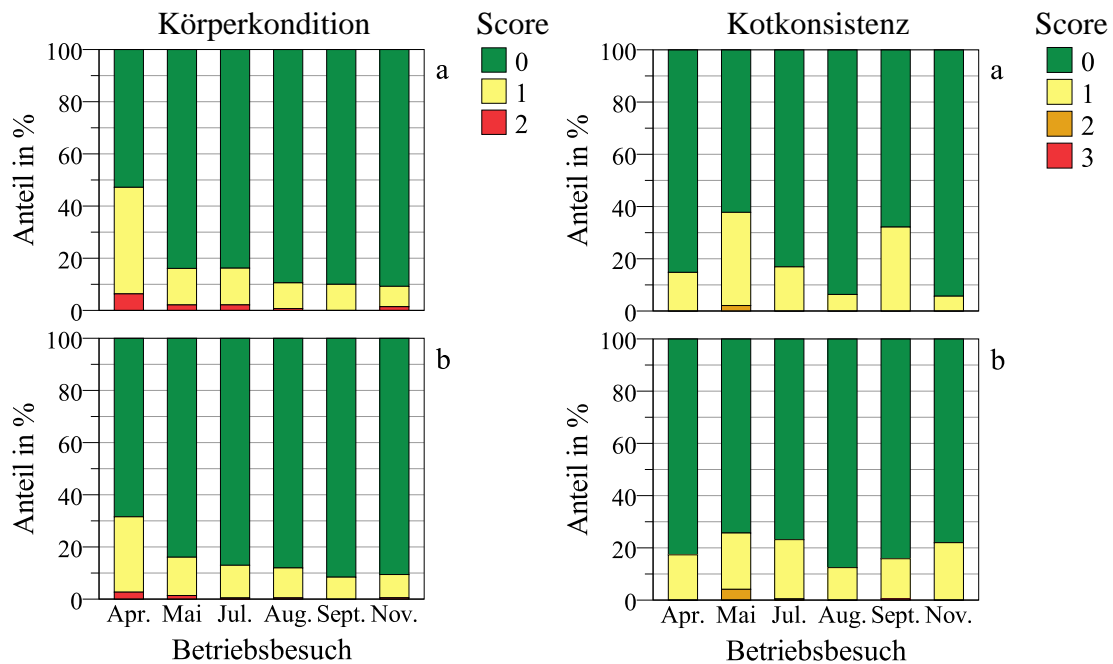 Körperkondition
Score
0
1
2
a
100
80
60
40
20
0
Anteil in %
b
100
80
60
40
20
0
Anteil in %
Apr. Mai Jul. Aug. Sept. Nov.
Betriebsbesuch
Kotkonsistenz
Score
0
1
2
3
a
100
80
60
40
20
0
Anteil in %
b
100
80
60
40
20
0
Anteil in %
Apr. Mai Jul. Aug. Sept. Nov.
Betriebsbesuch